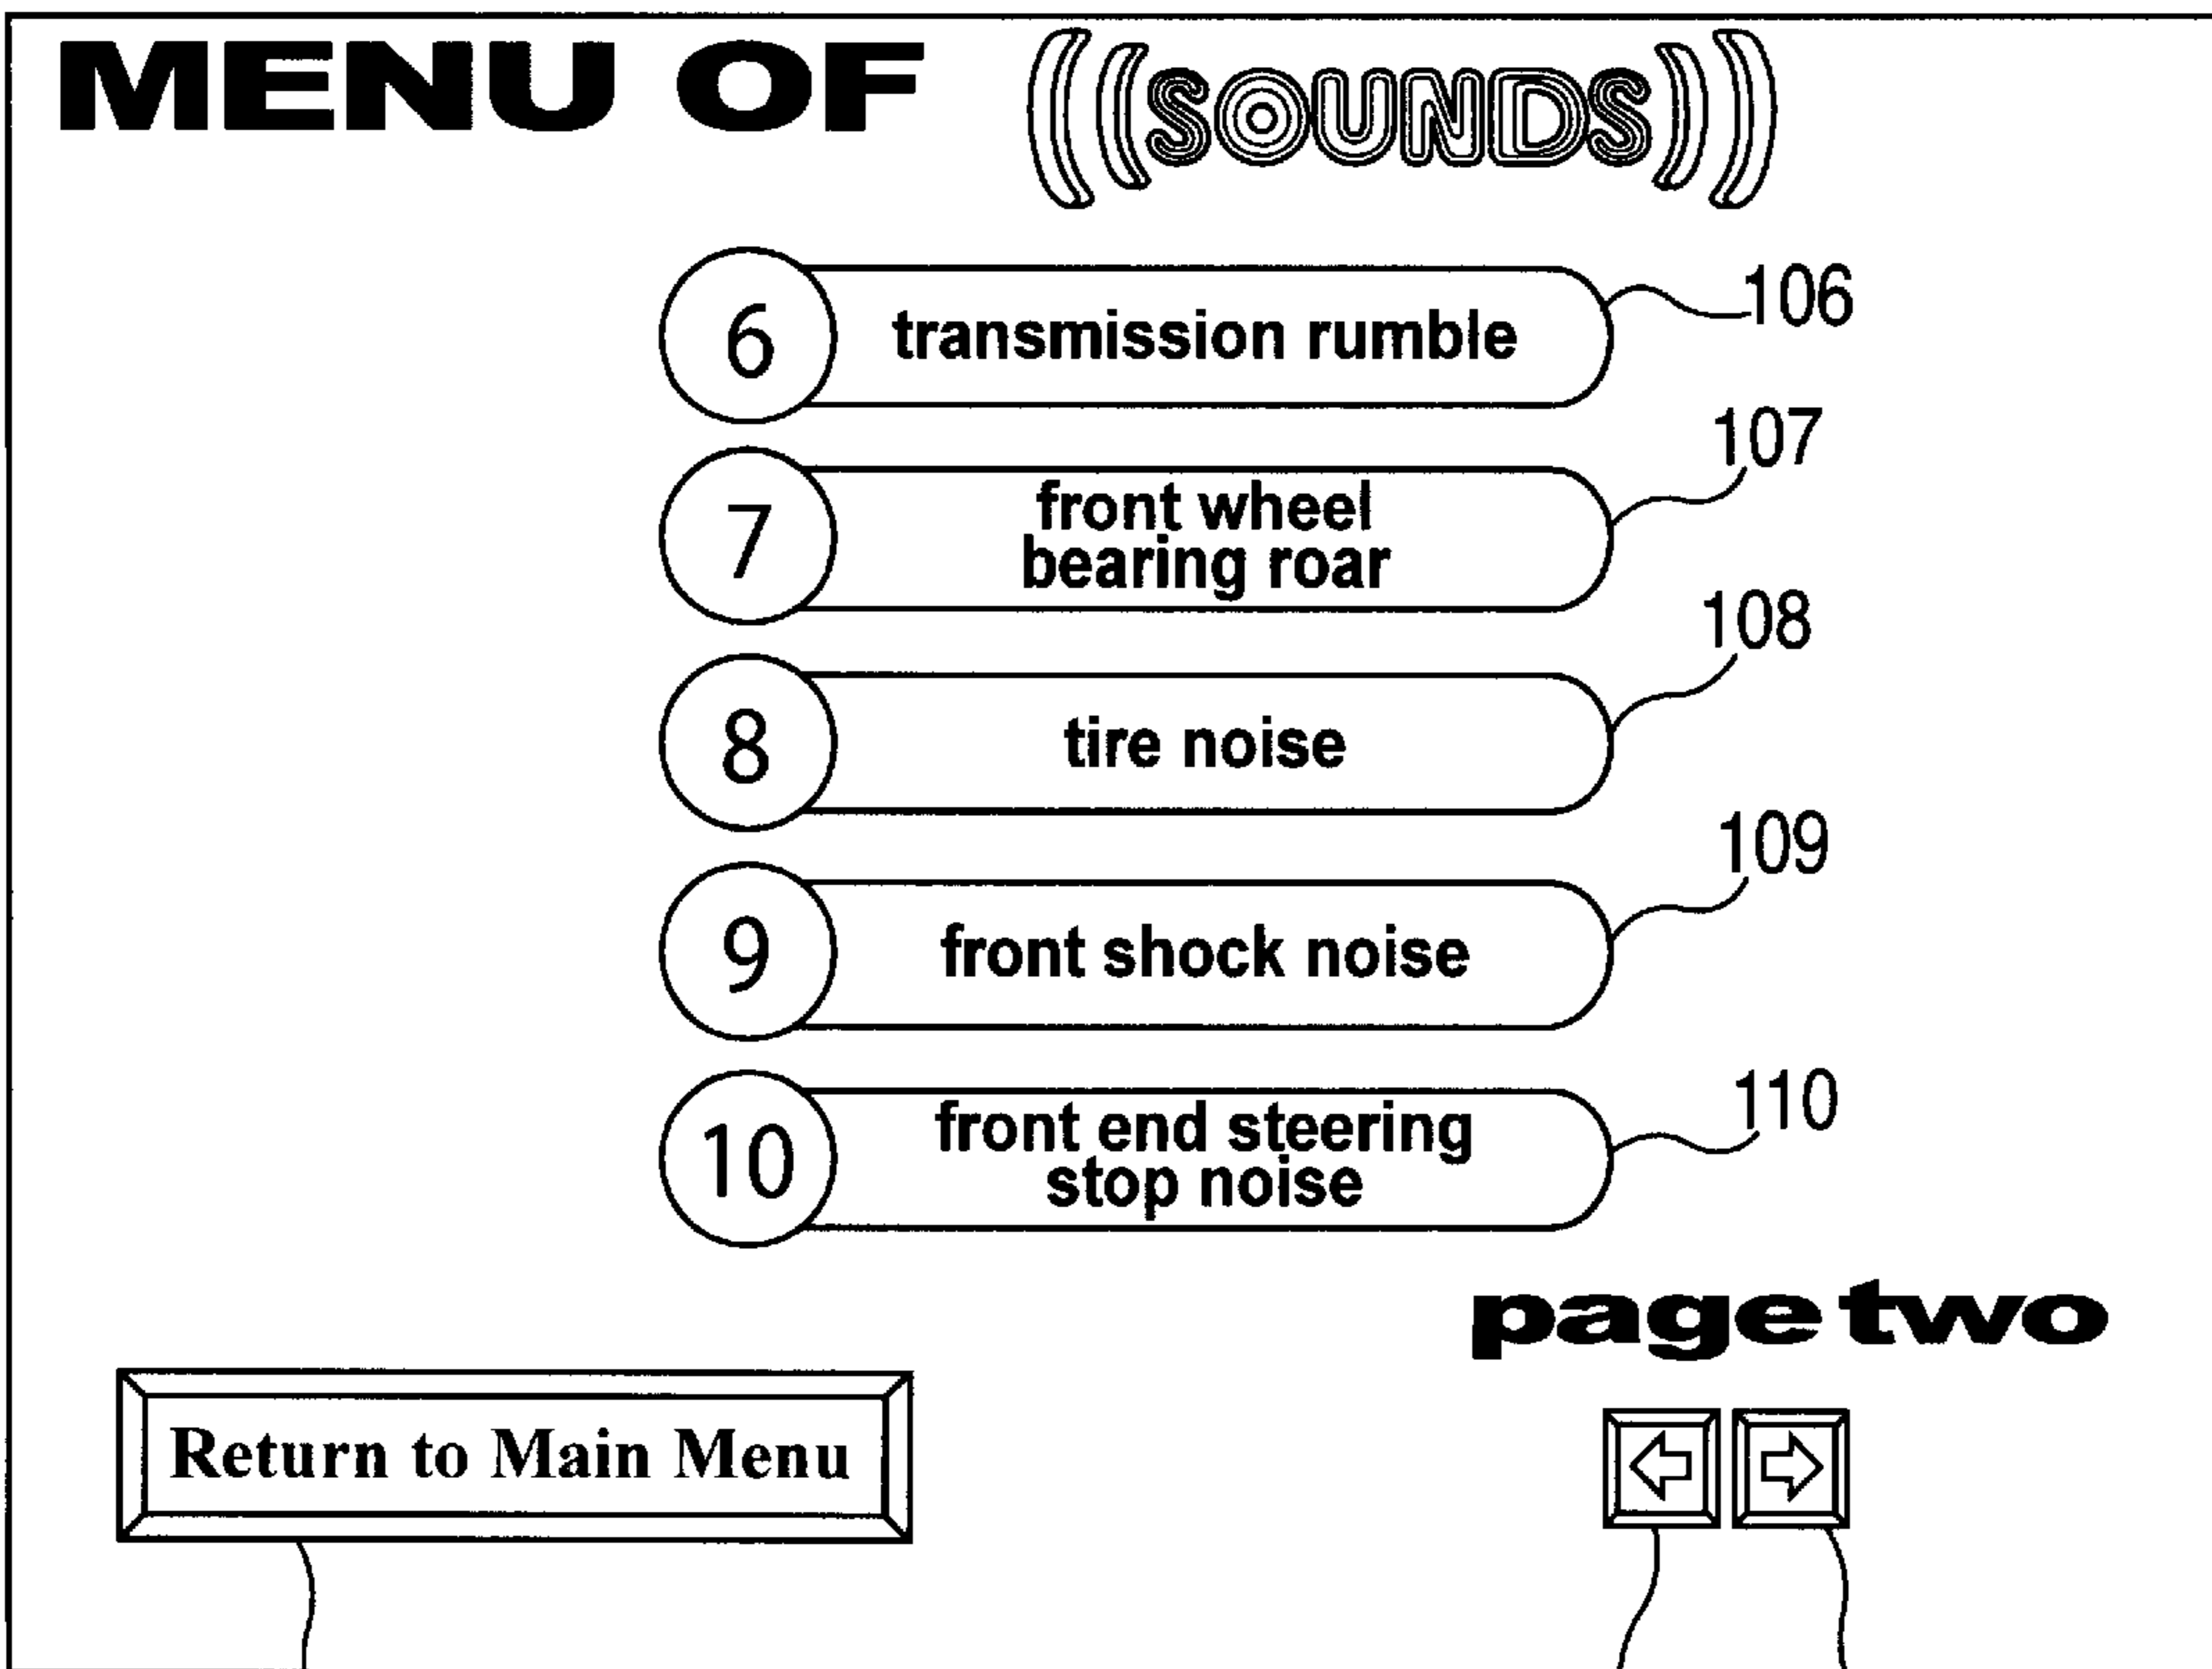 MENU OF ((SOUNDS))
6 transmission rumble 106
107
7 front wheel
bearing roar
108
8 tire noise
109
9 front shock noise
110
10 front end steering
stop noise
page two
Return to Main Menu